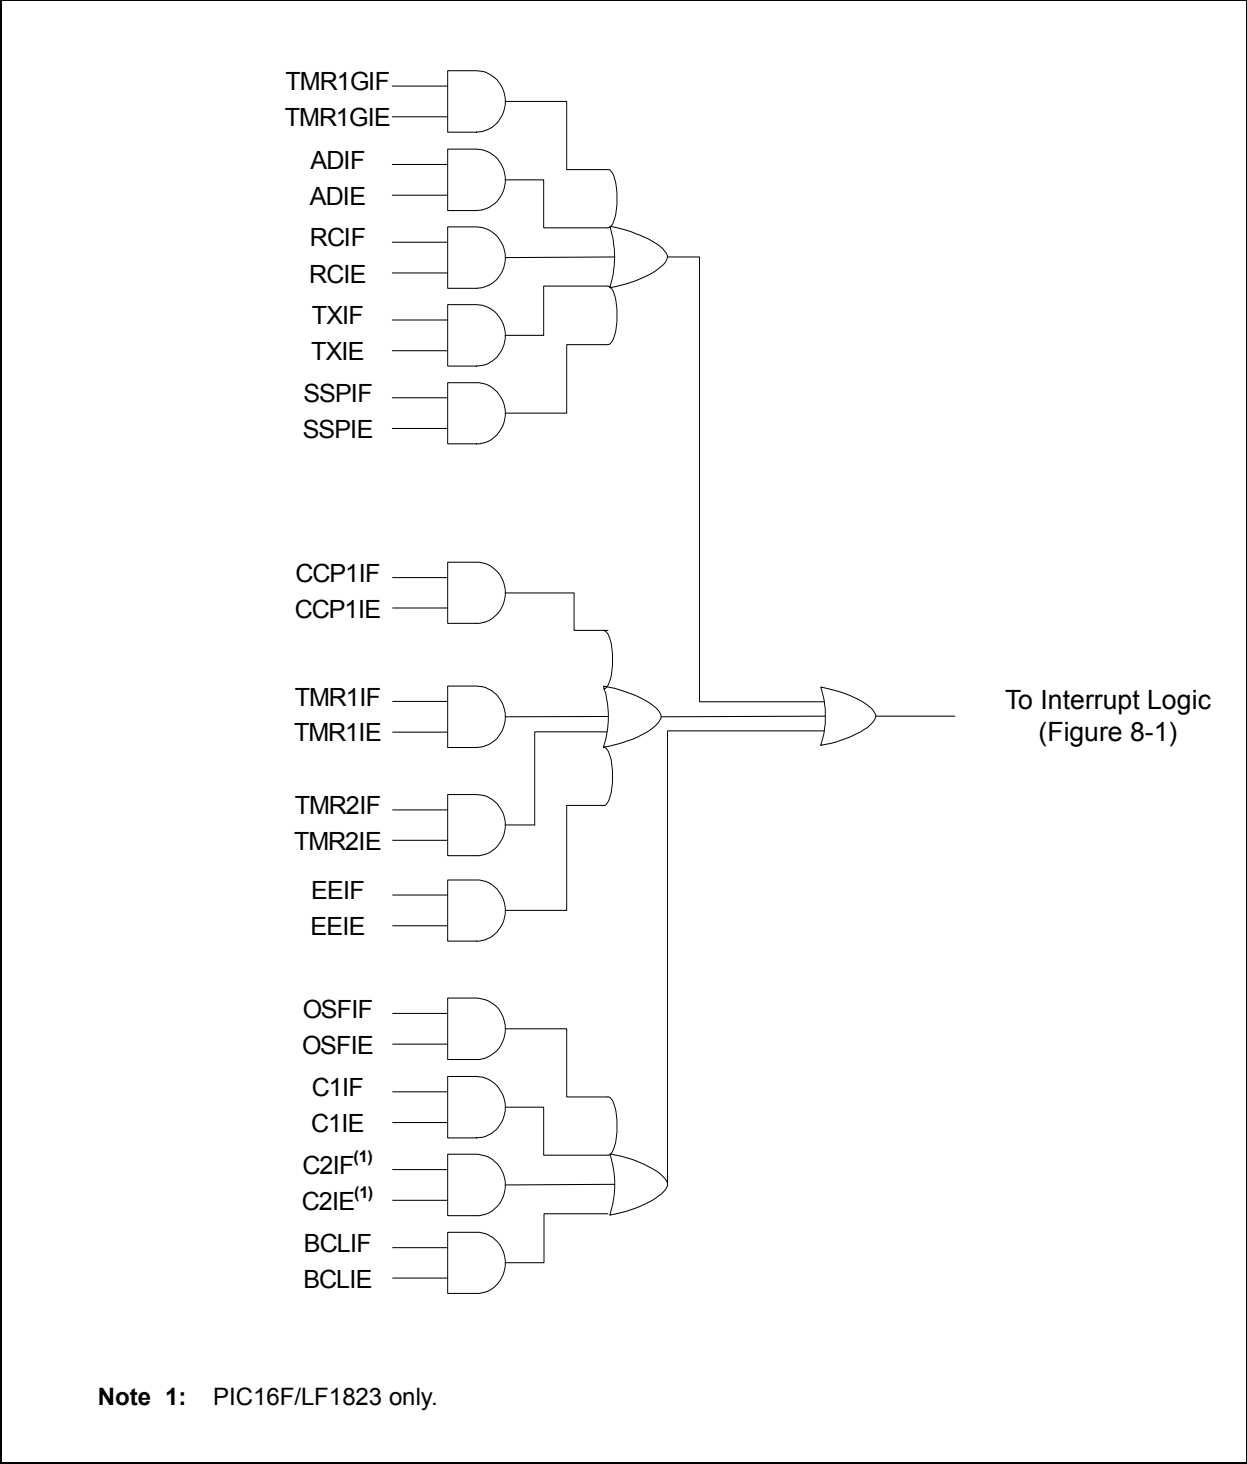 TMR1GIF
TMR1GIE
ADIF
ADIE
RCIF
RCIE
TXIF
TXIE
SSPIF
SSPIE
CCP1IF
CCP1IE
TMR1IF
TMR1IE
To Interrupt Logic
(Figure 8-1)
TMR2IF
TMR2IE
EEIF
EEIE
OSFIF
OSFIE
C1IF
C1IE
C2IF(1)
C2IE(1)
BCLIF
BCLIE
Note 1: PIC16F/LF1823 only.